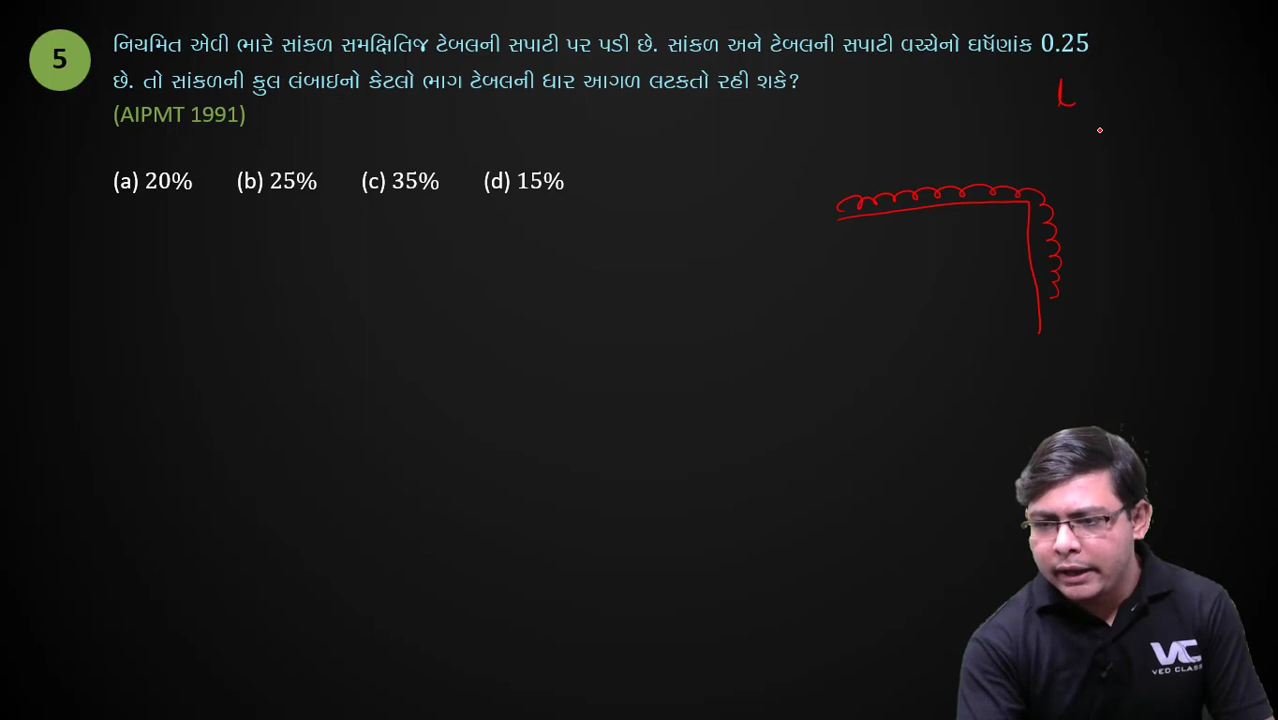 5
નિયમિત એવી ભારે સાંકળ સમક્ષિતિજ ટેબલની સપાટી પર પડી છે. સાંકળ અને ટેબલની સપાટી વચ્ચેનો ઘર્ષણાંક 0.25
છે. તો સાંકળની કુલ લંબાઇનો કેટલો ભાગ ટેબલની ધાર આગળ લટકતો રહી શકે?
(AIPMT 1991)
L
(a) 20% (b) 25% (c) 35% (d) 15%
VC
VED CLASS